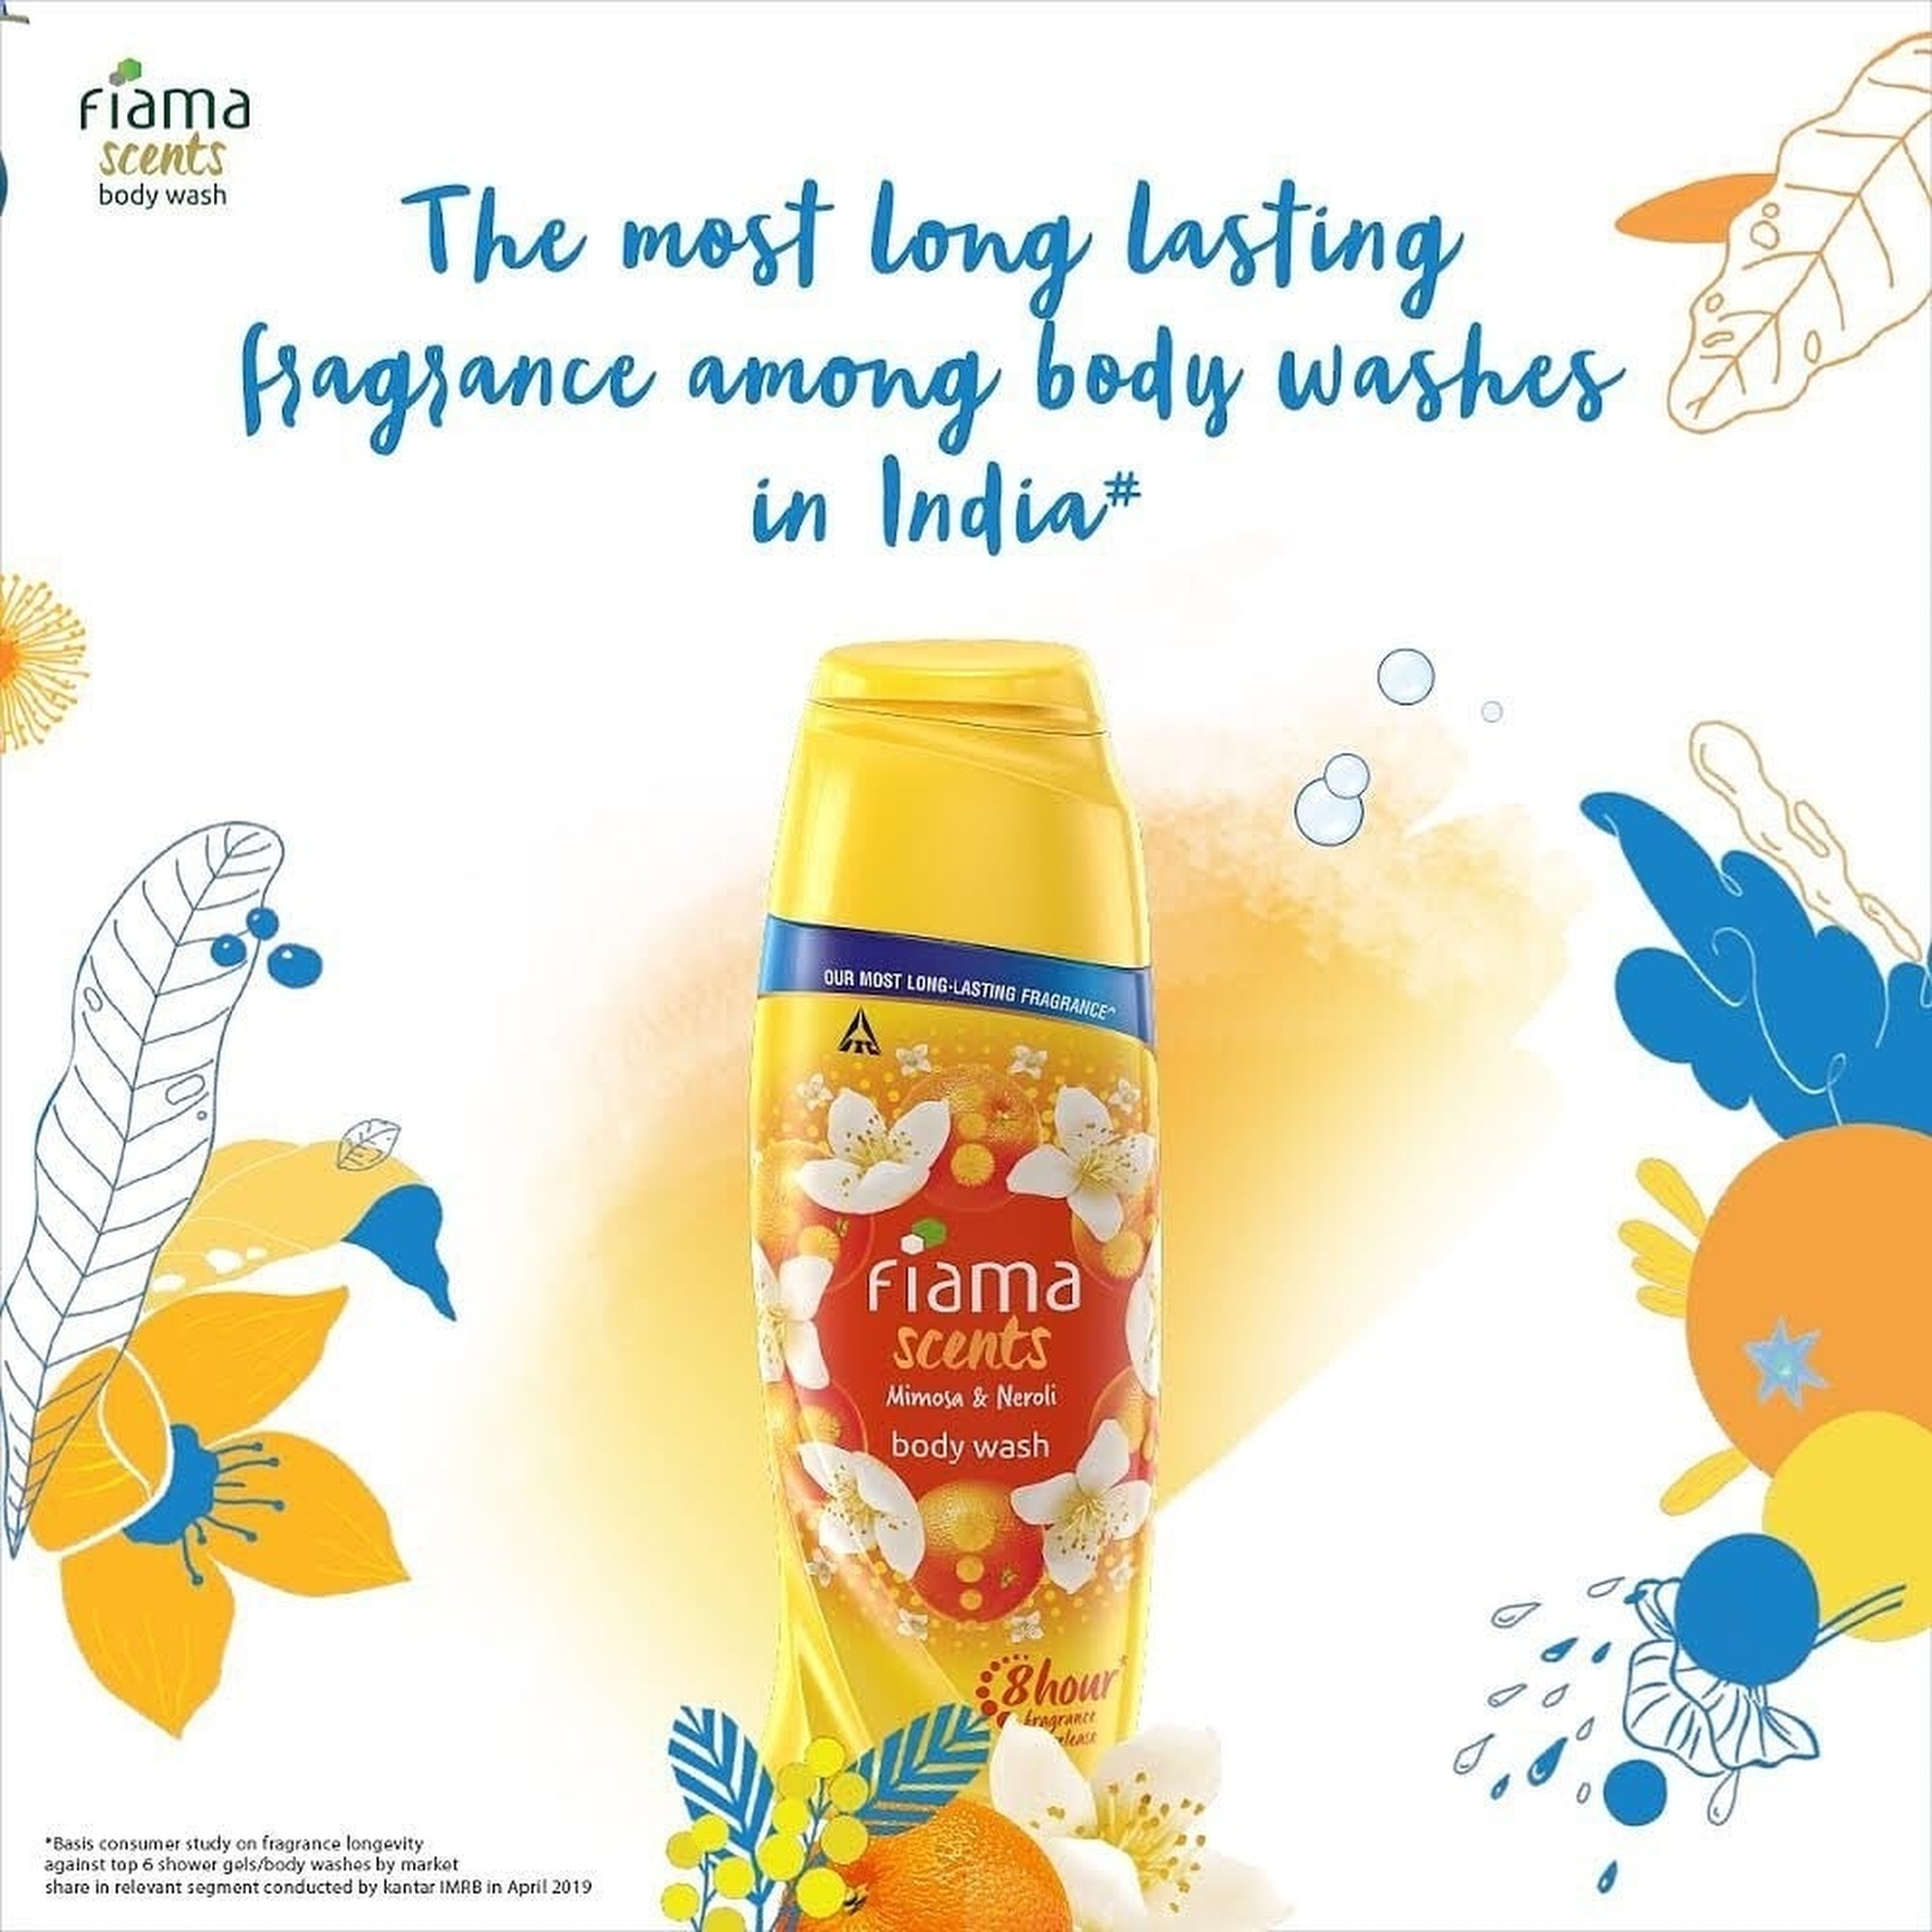 fiama
scents
body wash
The most long lasting
fragrance among body washes
in India#
OUR MOST LONG-LASTING FRAGRANCE^
ITC
fiama
scents
Mimosa & Neroli
body wash
8hour*
fragrance
*Basis consumer study on fragrance longevity
against top 6 shower gels/body washes by market
share in relevant segment conducted by kantar IMRB in April 2019